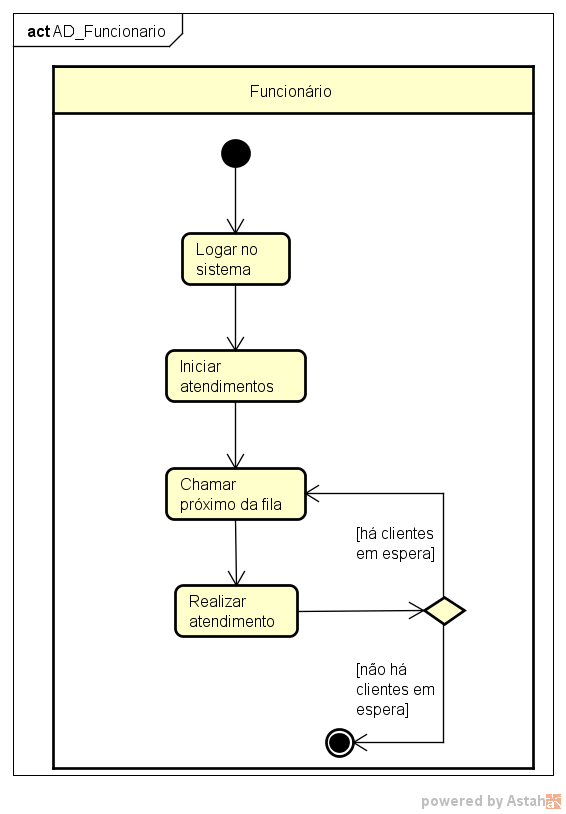 act AD_Funcionario
Funcionário
Logar no
sistema
Iniciar
atendimentos
Chamar
próximo da fila
[há clientes
em espera]
Realizar
atendimento
[não há
clientes em
espera]
powered by Astah